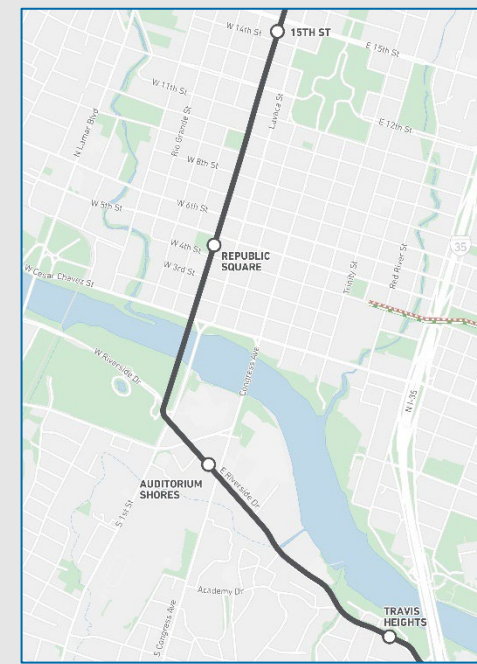 W 14th St
15TH ST
E 15th St
W 11th St
Lavaca St
N Lamar Blvd
Rio Grande St
E 12th St
W 8th St
W 6th St
W 5th St
W 4th St
REPUBLIC
SQUARE
Red River St
35
W 3rd St
Trinity St
W Cesar Chavez St
W Riverside Dr
Congress Ave
N I-35
AUDITORIUM
SHORES
E Riverside Dr
S 1st St
Academy Dr
S Congress Ave
TRAVIS
HEIGHTS